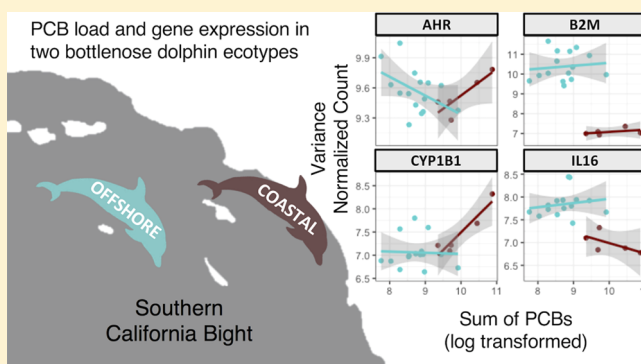 PCB load and gene expression in
two bottlenose dolphin ecotypes
OFFSHORE
COASTAL
Southern
California Bight
Variance
Normalized Count
AHR
9.9
9.6
9.3
B2M
11
10
9
8
7
CYP1B1
8.5
8.0
7.5
7.0
6.5
8 9 10 11
IL16
8.5
8.0
7.5
7.0
6.5
8 9 10
Sum of PCBs
(log transformed)